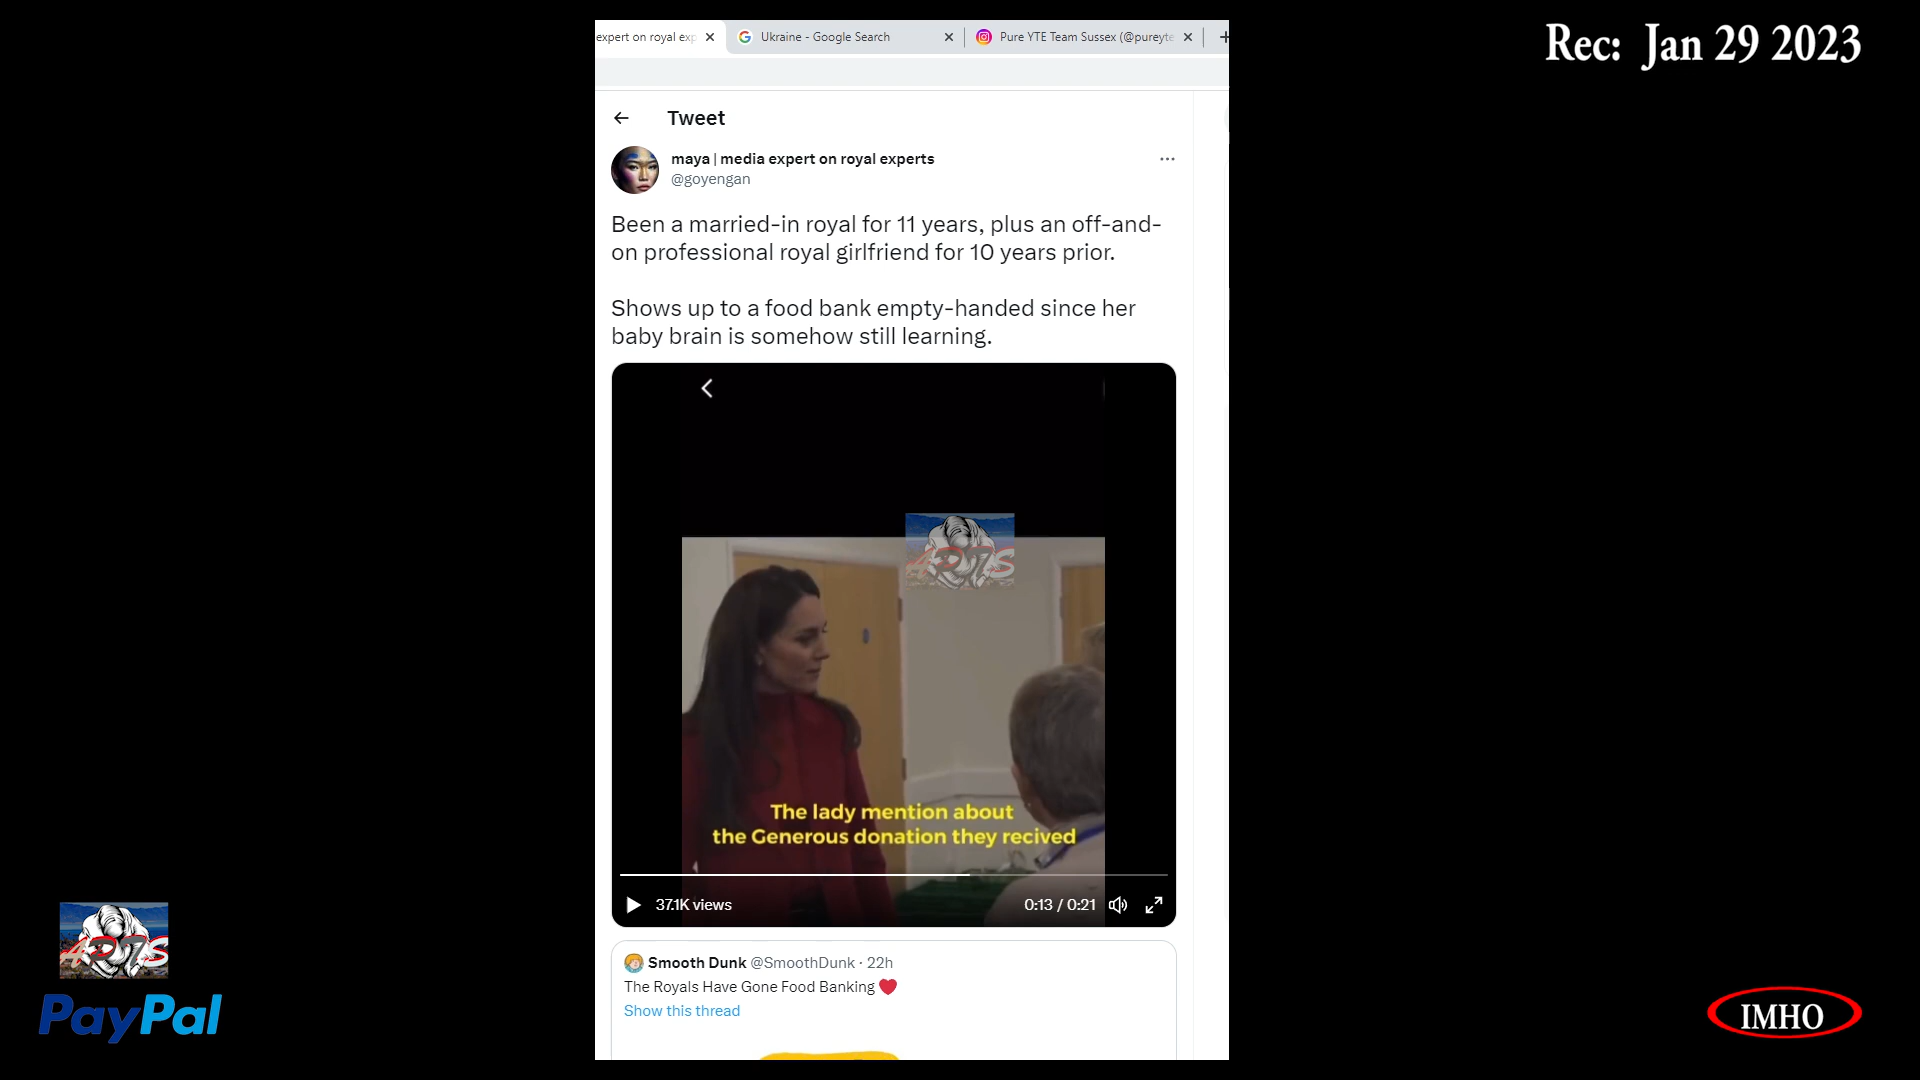 Rec: Jan 29 2023
expert on royal exp
Ukraine - Google Search
Pure YTE Team Sussex (@pureyte
Tweet
maya | media expert on royal experts
@goyengan
Been a married-in royal for 11 years, plus an off-and-
on professional royal girlfriend for 10 years prior.
Shows up to a food bank empty-handed since her
baby brain is somehow still learning.
The lady mention about
the Generous donation they recived
37.1K views
0:13 / 0:21
Smooth Dunk @SmoothDunk · 22h
The Royals Have Gone Food Banking ❤️
Show this thread
PayPal
IMHO